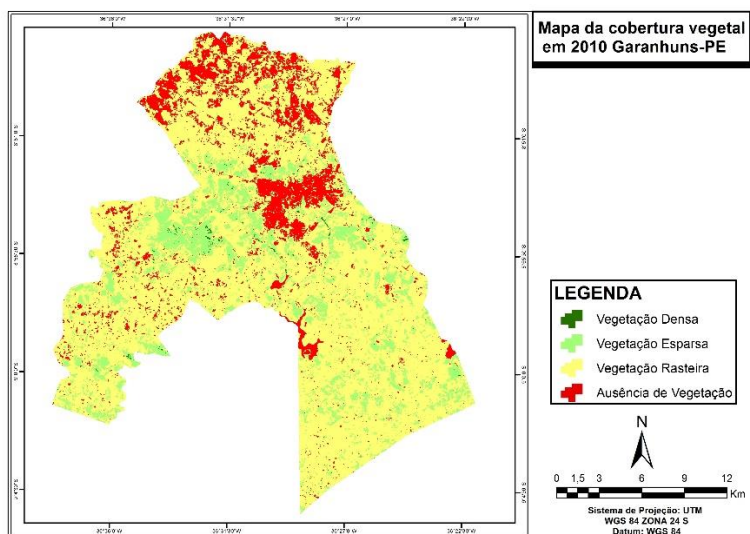 Mapa da cobertura vegetal
em 2010 Garanhuns-PE
LEGENDA
Vegetação Densa
Vegetação Esparsa
Vegetação Rasteira
Ausência de Vegetação
N
0 1,5 3 6 9 12
Km
Sistema de Projeção: UTM
WGS 84 ZONA 24 S
Datum: WGS 84